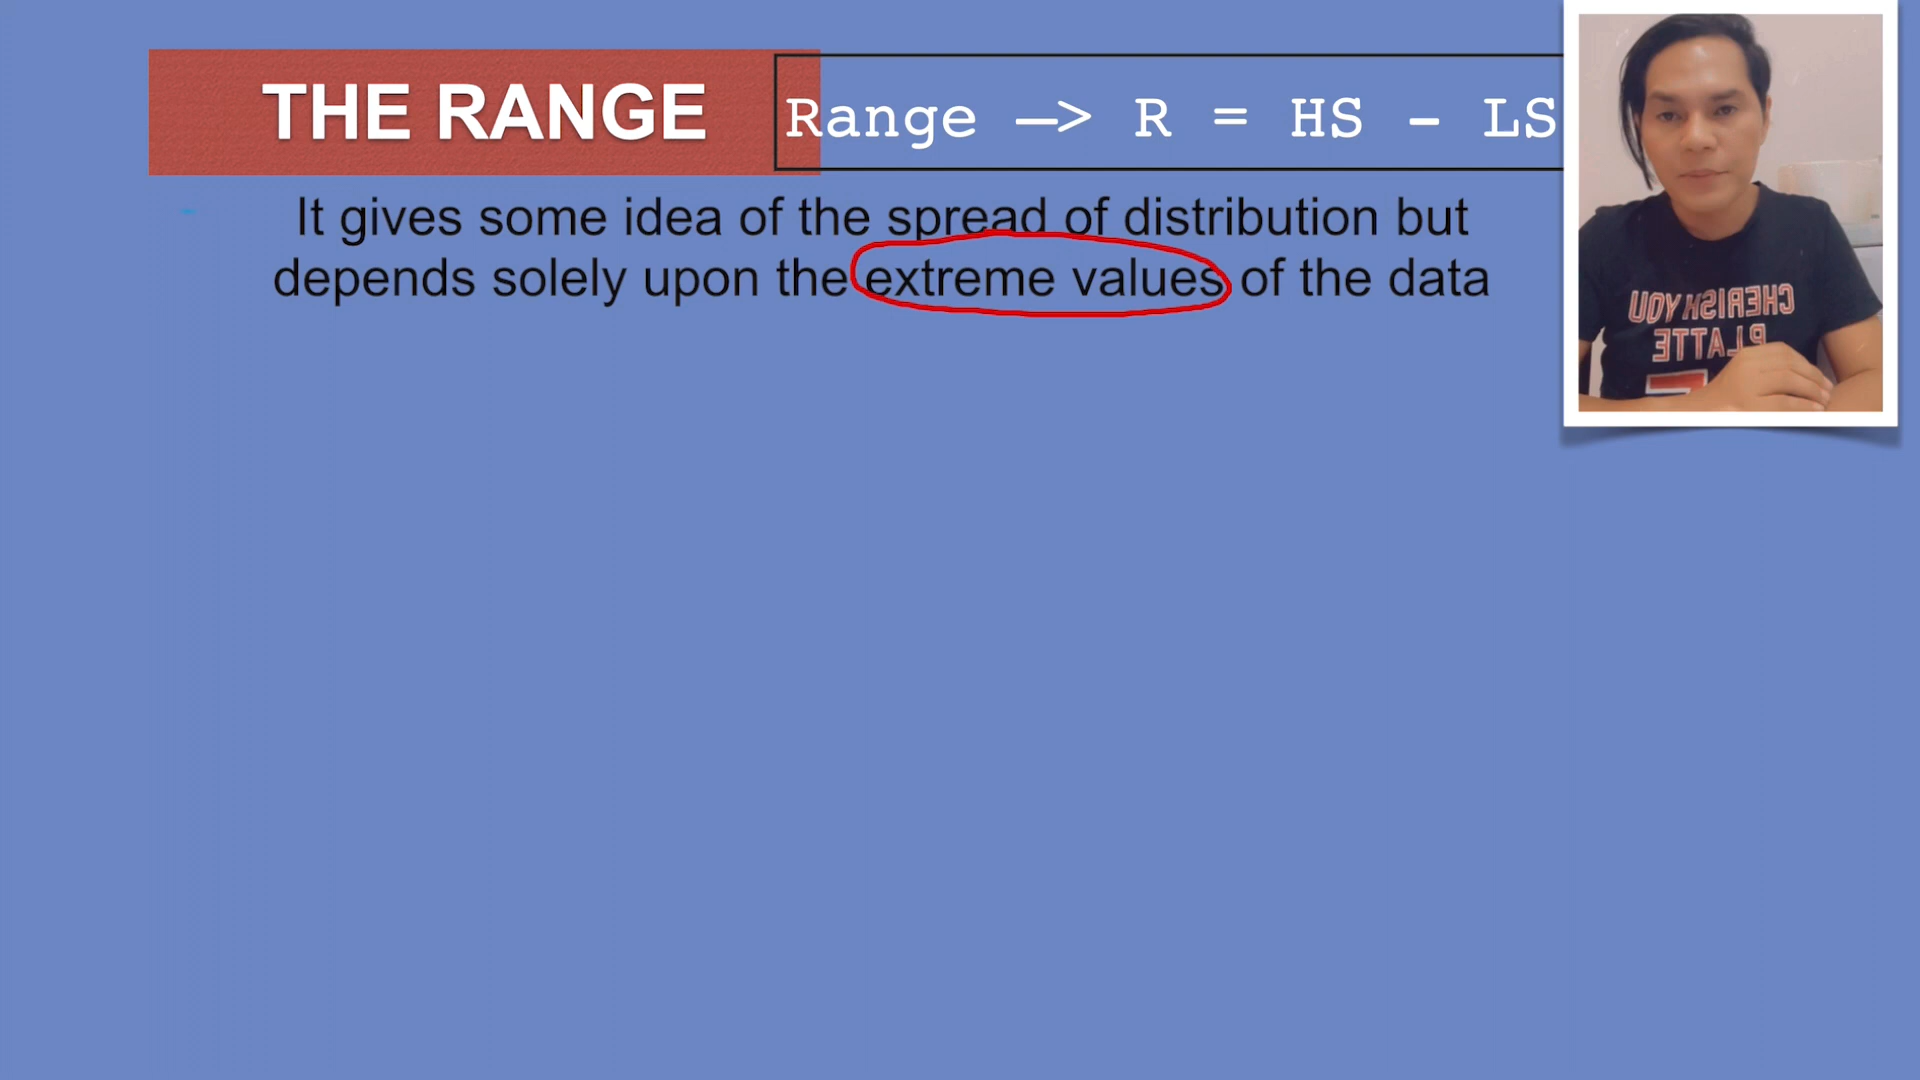 THE RANGE
Range —> R = HS - LS
It gives some idea of the spread of distribution but
depends solely upon the extreme values of the data
CHERISH YOU
PLATTE